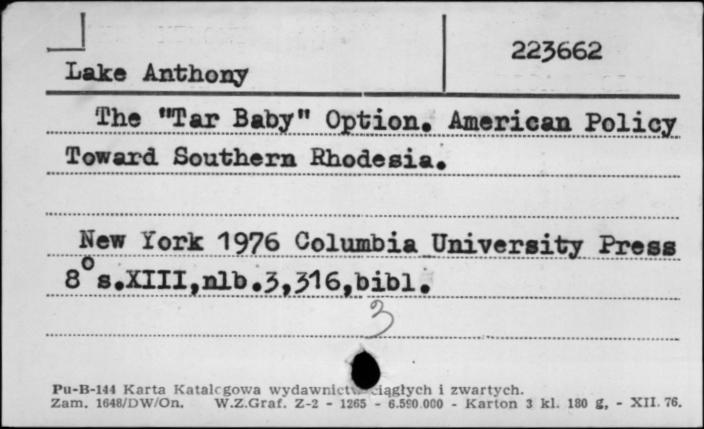 223662
Lake Anthony
The "Tar Baby" Option. American Policy
Toward Southern Rhodesia.
New York 1976 Columbia University Press
8° s.XIII,nlb.3,316,bibl.
3
Pu-B-144 Karta Katalogowa wydawnictw ciągłych i zwartych.
Zam. 1648/DW/On. W.Z.Graf. Z-2 - 1265 - 6.590.000 - Karton 3 kl. 180 g, - XII. 76.